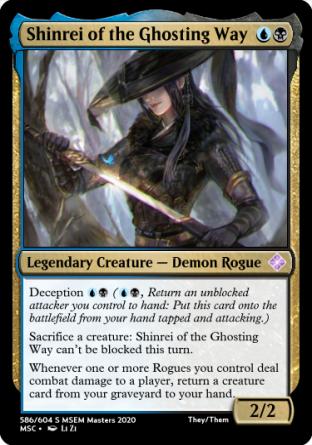 Shinrei of the Ghosting Way
Legendary Creature — Demon Rogue
Deception (, Return an unblocked
attacker you control to hand: Put this card onto the
battlefield from your hand tapped and attacking.)
Sacrifice a creature: Shinrei of the Ghosting
Way can't be blocked this turn.
Whenever one or more Rogues you control deal
combat damage to a player, return a creature
card from your graveyard to your hand.
2/2
586/604 S MSEM Masters 2020 They/Them
MSC • Li Zi